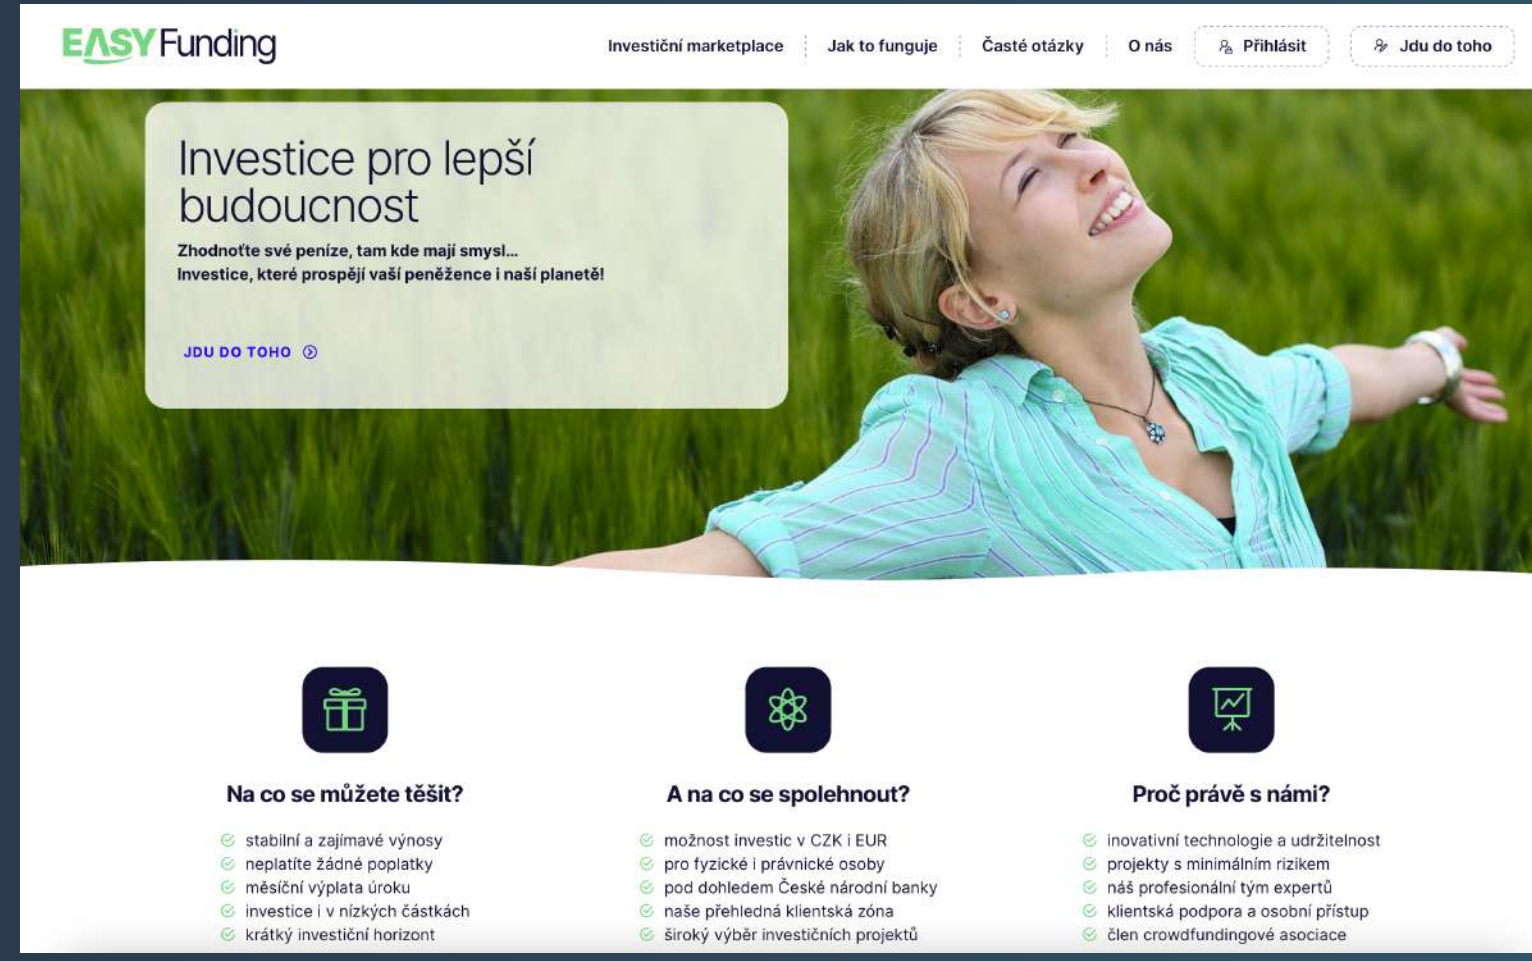 EASY Funding
Investiční marketplace
Jak to funguje
Časté otázky
O nás
Přihlásit
Jdu do toho
Investice pro lepší
budoucnost
Zhodnoťte své peníze, tam kde mají smysl...
Investice, které prospějí vaší peněžence i naší planetě!
JDU DO TOHO
Na co se můžete těšit?
stabilní a zajímavé výnosy
neplatíte žádné poplatky
měsíční výplata úroku
investice i v nízkých částkách
krátký investiční horizont
A na co se spolehnout?
možnost investic v CZK i EUR
pro fyzické i právnické osoby
pod dohledem České národní banky
naše přehledná klientská zóna
široký výběr investičních projektů
Proč právě s námi?
inovativní technologie a udržitelnost
projekty s minimálním rizikem
náš profesionální tým expertů
klientská podpora a osobní přístup
člen crowdfundingové asociace